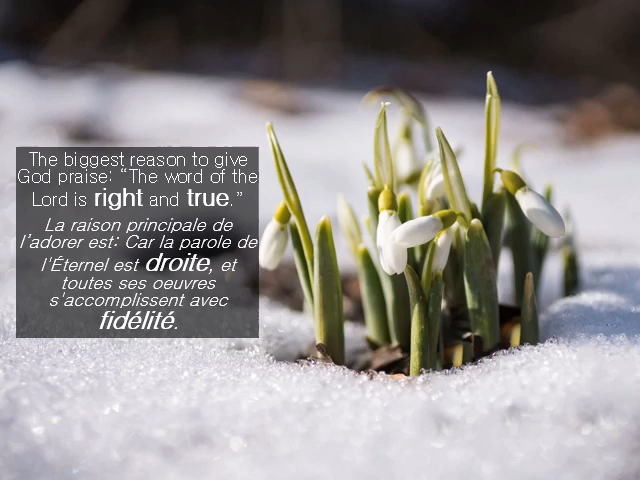 The biggest reason to give
God praise: “The word of the
Lord is right and true.”
La raison principale de
l’adorer est: Car la parole de
l'Éternel est droite, et
toutes ses oeuvres
s'accomplissent avec
fidélité.